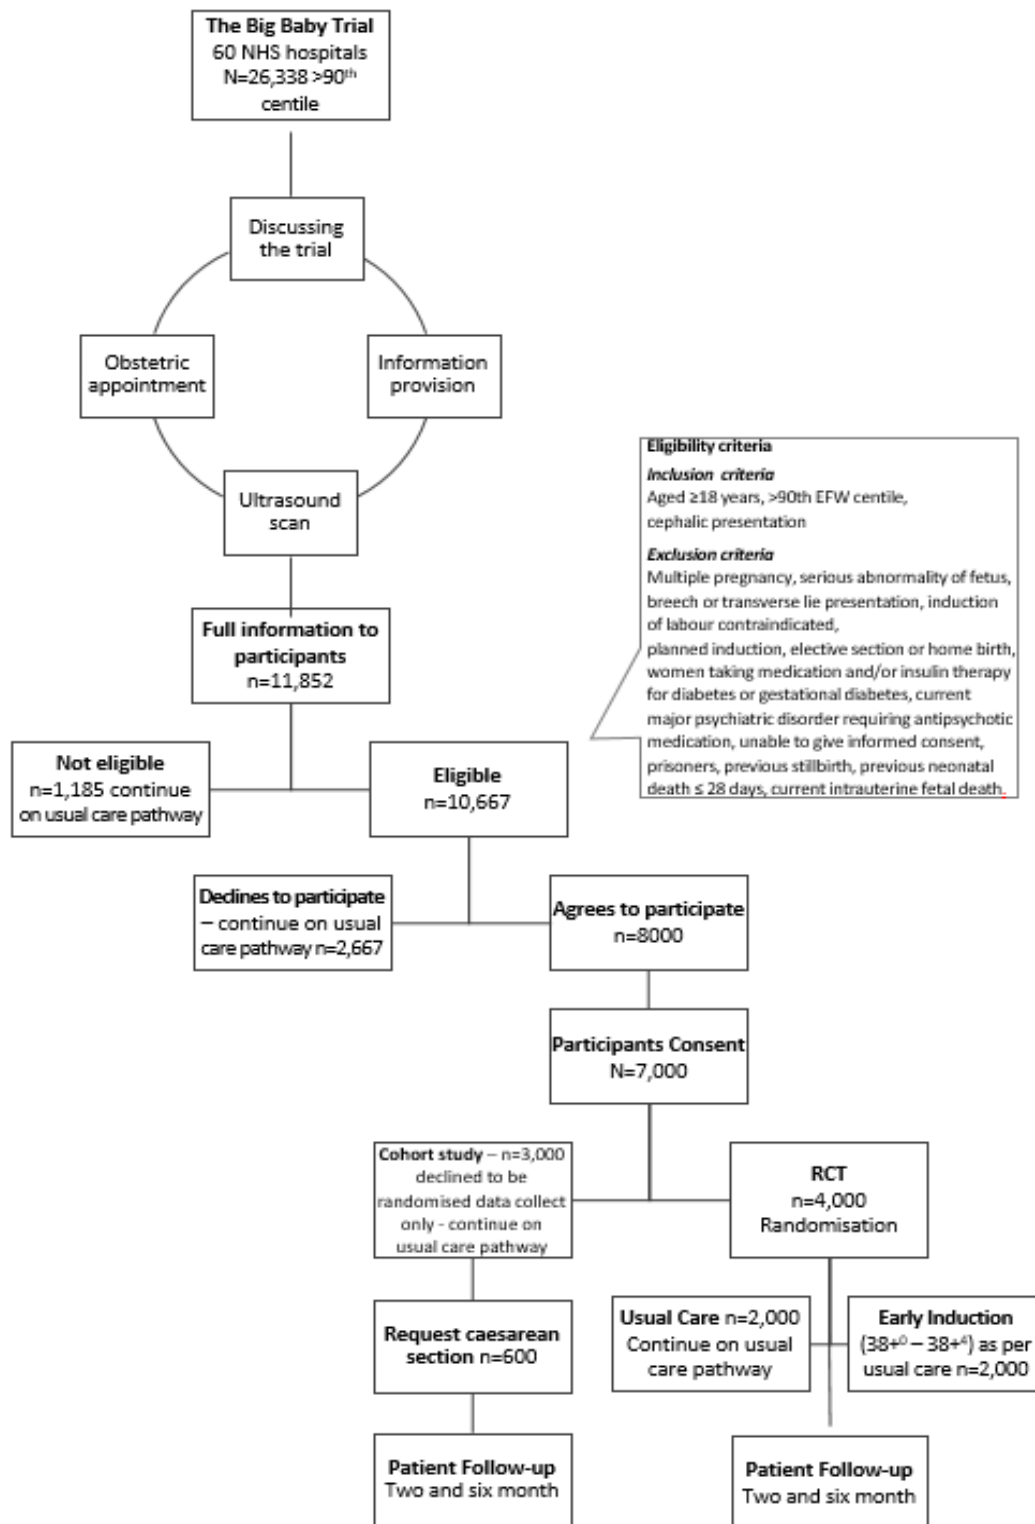 The Big Baby Trial
60 NHS hospitals
N=26,338 >90th
centile
Discussing
the trial
Obstetric
appointment
Information
provision
Ultrasound
scan
Eligibility criteria
Inclusion criteria
Aged ≥18 years, >90th EFW centile,
cephalic presentation
Exclusion criteria
Multiple pregnancy, serious abnormality of fetus,
breech or transverse lie presentation, induction
of labour contraindicated,
planned induction, elective section or home birth,
women taking medication and/or insulin therapy
for diabetes or gestational diabetes, current
major psychiatric disorder requiring antipsychotic
medication, unable to give informed consent,
prisoners, previous stillbirth, previous neonatal
death ≤ 28 days, current intrauterine fetal death.
Full information to
participants
n=11,852
Not eligible
n=1,185 continue
on usual care pathway
Eligible
n=10,667
Declines to participate
– continue on usual
care pathway n=2,667
Agrees to participate
n=8000
Participants Consent
N=7,000
Cohort study – n=3,000
declined to be
randomised data collect
only - continue on
usual care pathway
RCT
n=4,000
Randomisation
Request caesarean
section n=600
Usual Care n=2,000
Continue on usual
care pathway
Early Induction
(38+⁰ – 38+⁴) as per
usual care n=2,000
Patient Follow-up
Two and six month
Patient Follow-up
Two and six month